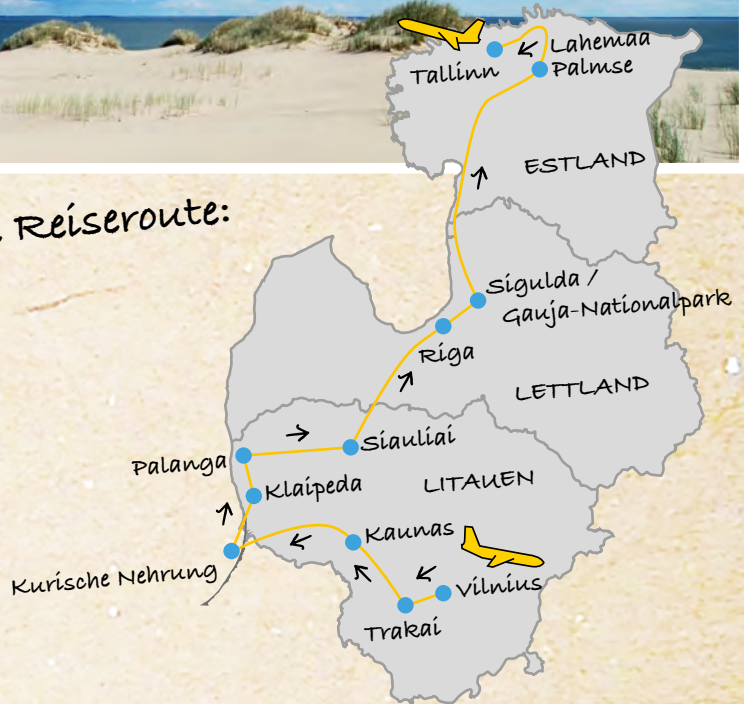 Reiseroute:
Tallinn
Lahemaa
Palmse
ESTLAND
Sigulda /
Gauja-Nationalpark
Riga
LETTLAND
Siauliai
Palanga
Klaipeda
LITAUEN
Kaunas
Kurische Nehrung
Vilnius
Trakai